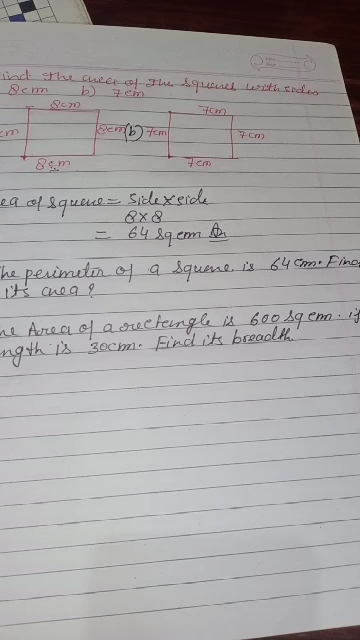 ind the area of the squares with sides
8cm b) 7cm
8cm 7cm
cm 8cm (b) 7cm 7cm
8cm 7cm
ea of square = side x side
8 x 8
= 64 sq cm Ans
he perimeter of a square is 64 cm. Find
its area?
he Area of a rectangle is 600 sq cm. if
ngth is 30cm. Find its breadth